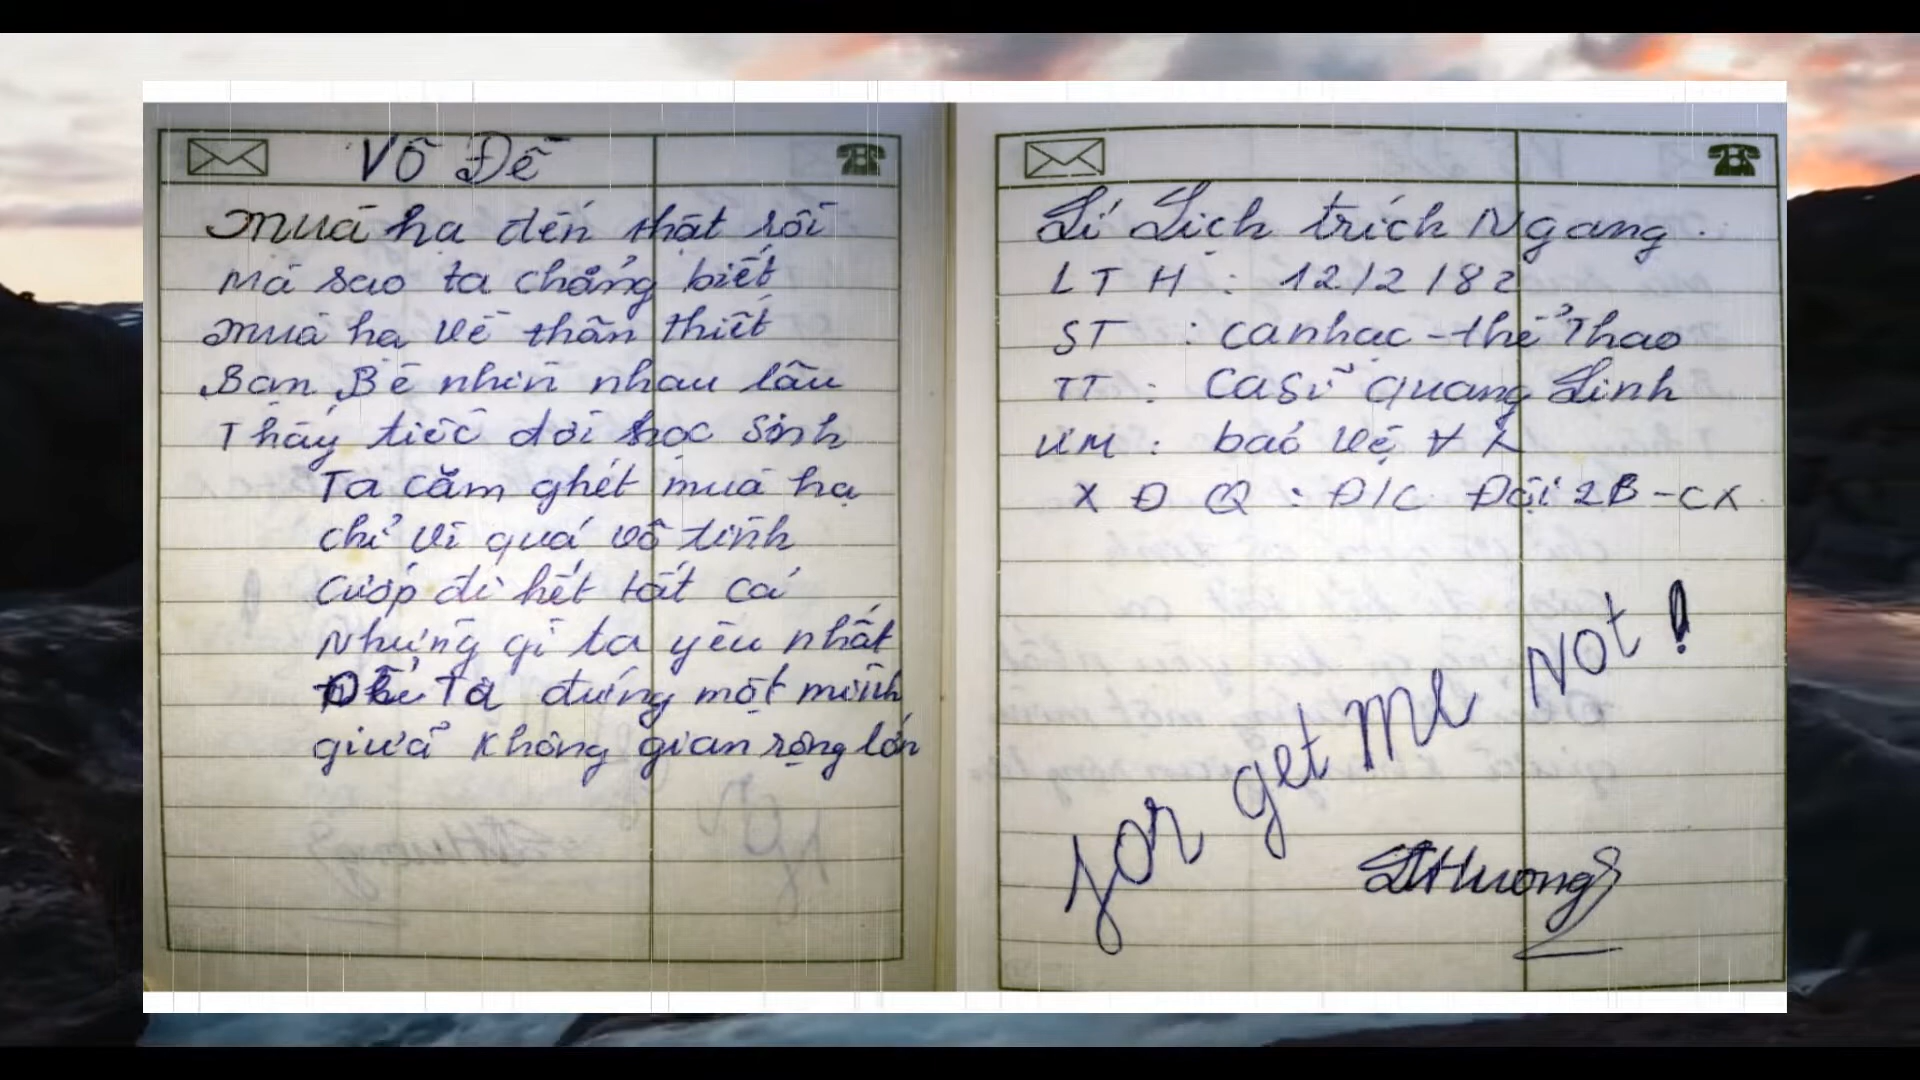 Vô Đề
Mùa hạ đến thật rồi
Mà sao ta chẳng biết
Mùa hạ về thân thiết
Bạn Bè nhìn nhau lâu
Thấy tiếc đời học sinh
Ta căm ghét mùa hạ
chỉ vì quá vô tình
Cướp đi hết tất cả
Những gì ta yêu nhất
Để Ta đứng một mình
giữa không gian rộng lớn
Lí Lịch trích Ngang.
LTH : 12/2/82
ST : ca nhạc - thể Thao
TT : Ca Sĩ Quang Linh
ƯM : bảo vệ
X Đ Q : Đ/C Đội 2B - CX
for get Me Not !
LTHương